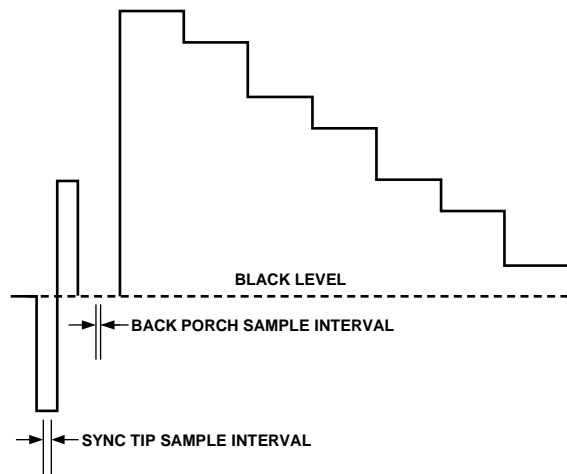 BLACK LEVEL
BACK PORCH SAMPLE INTERVAL
SYNC TIP SAMPLE INTERVAL